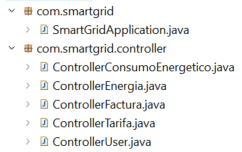 com.smartgrid
SmartGridApplication.java
com.smartgrid.controller
ControllerConsumoEnergetico.java
ControllerEnergia.java
ControllerFactura.java
ControllerTarifa.java
ControllerUser.java